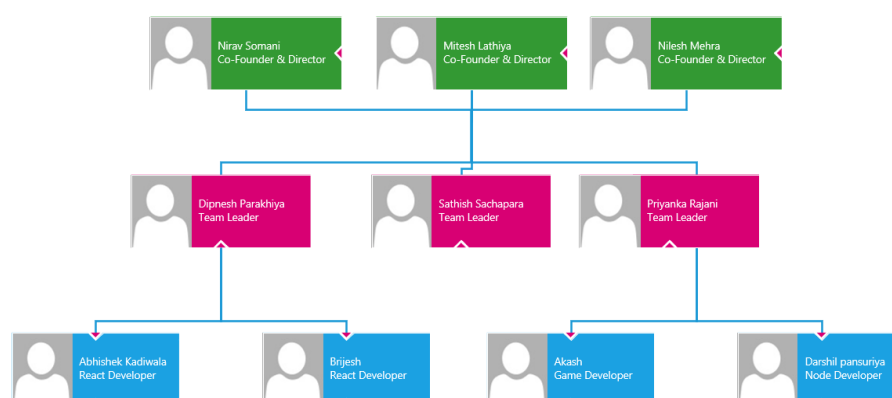 Nirav Somani
Co-Founder & Director
Mitesh Lathiya
Co-Founder & Director
Nilesh Mehra
Co-Founder & Director
Dipnesh Parakhiya
Team Leader
Sathish Sachapara
Team Leader
Priyanka Rajani
Team Leader
Abhishek Kadiwala
React Developer
Brijesh
React Developer
Akash
Game Developer
Darshil pansuriya
Node Developer